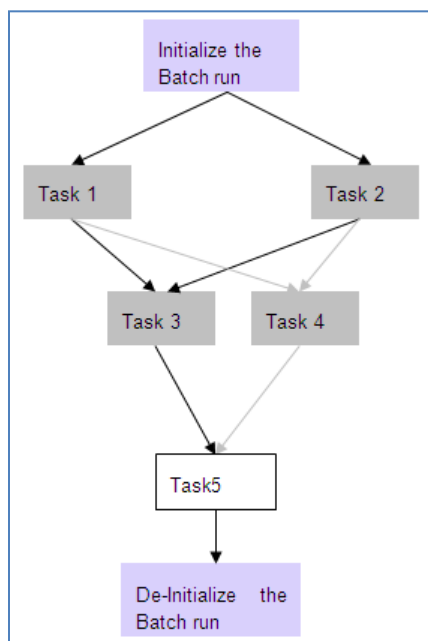 Initialize the
Batch run
Task 1
Task 2
Task 3
Task 4
Task5
De-Initialize the
Batch run